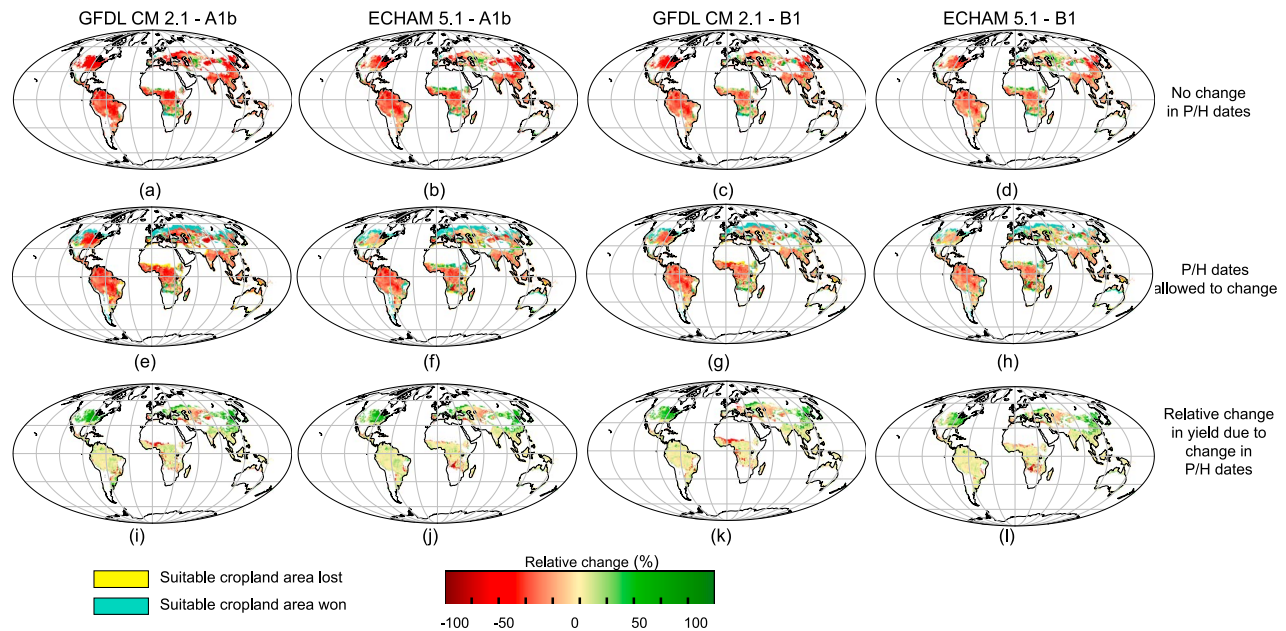 GFDL CM 2.1 - A1b
ECHAM 5.1 - A1b
GFDL CM 2.1 - B1
ECHAM 5.1 - B1
No change
in P/H dates
(a)
(b)
(c)
(d)
P/H dates
allowed to change
(e)
(f)
(g)
(h)
Relative change
in yield due to
change in
P/H dates
(i)
(j)
(k)
(l)
Suitable cropland area lost
Suitable cropland area won
Relative change (%)
-100 -50 0 50 100